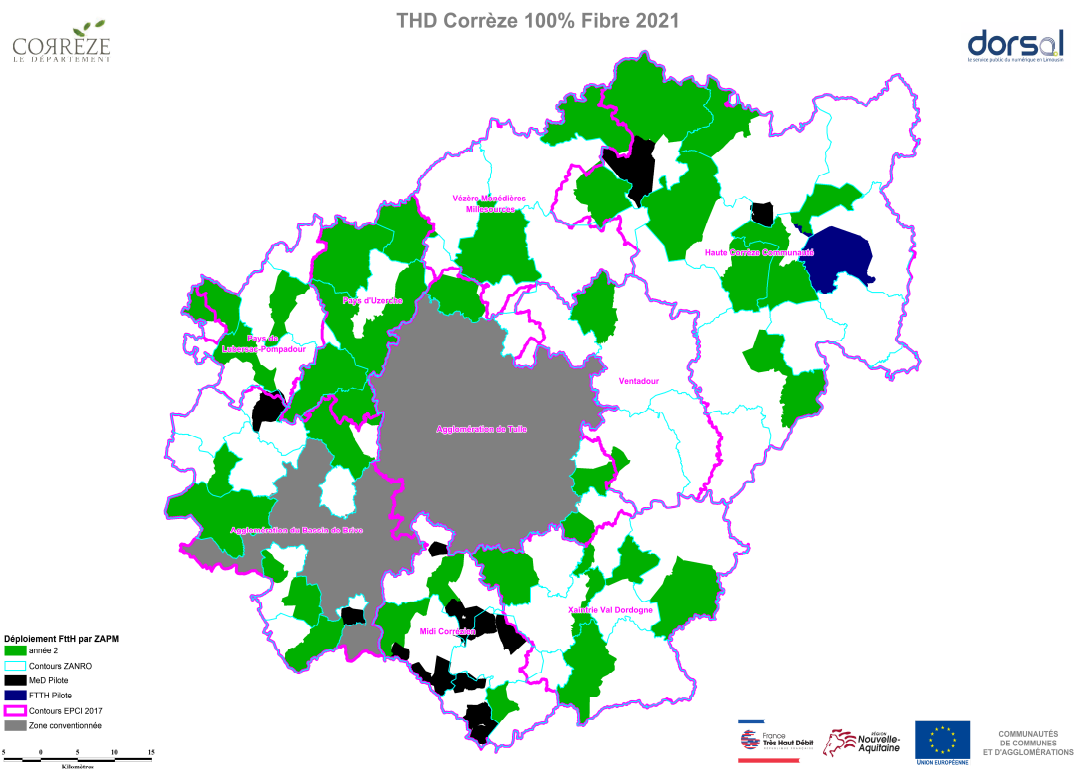 THD Corrèze 100% Fibre 2021
CORRÈZE
LE DÉPARTEMENT
dorsal
le service public du numérique en Limousin
Vézère Monédières
Millesources
Haute Corrèze Communauté
Pays d'Uzerche
Pays de
Lubersac-Pompadour
Ventadour
Agglomération de Tulle
Agglomération du Bassin de Brive
Xaintrie Val Dordogne
Midi Corrézien
Déploiement FttH par ZAPM
année 2
Contours ZANRO
MeD Pilote
FTTH Pilote
Contours EPCI 2017
Zone conventionnée
5 0 5 10 15
Kilomètres
France
Très Haut Débit
RÉPUBLIQUE FRANÇAISE
RÉGION
Nouvelle-
Aquitaine
UNION EUROPÉENNE
COMMUNAUTÉS
DE COMMUNES
ET D'AGGLOMÉRATIONS